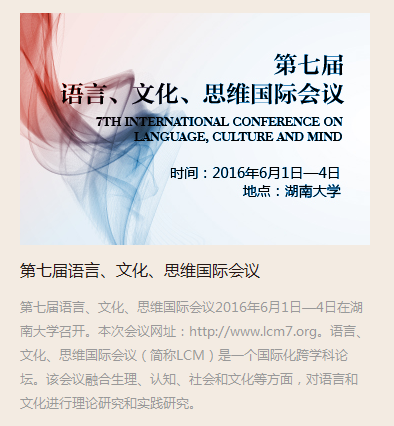 第七届
语言、文化、思维国际会议
7TH INTERNATIONAL CONFERENCE ON
LANGUAGE, CULTURE AND MIND
时间：2016年6月1日—4日
地点：湖南大学
第七届语言、文化、思维国际会议
第七届语言、文化、思维国际会议2016年6月1日—4日在湖
南大学召开。本次会议网址：http://www.lcm7.org。语言、
文化、思维国际会议（简称LCM）是一个国际化跨学科论
坛。该会议融合生理、认知、社会和文化等方面，对语言和
文化进行理论研究和实践研究。